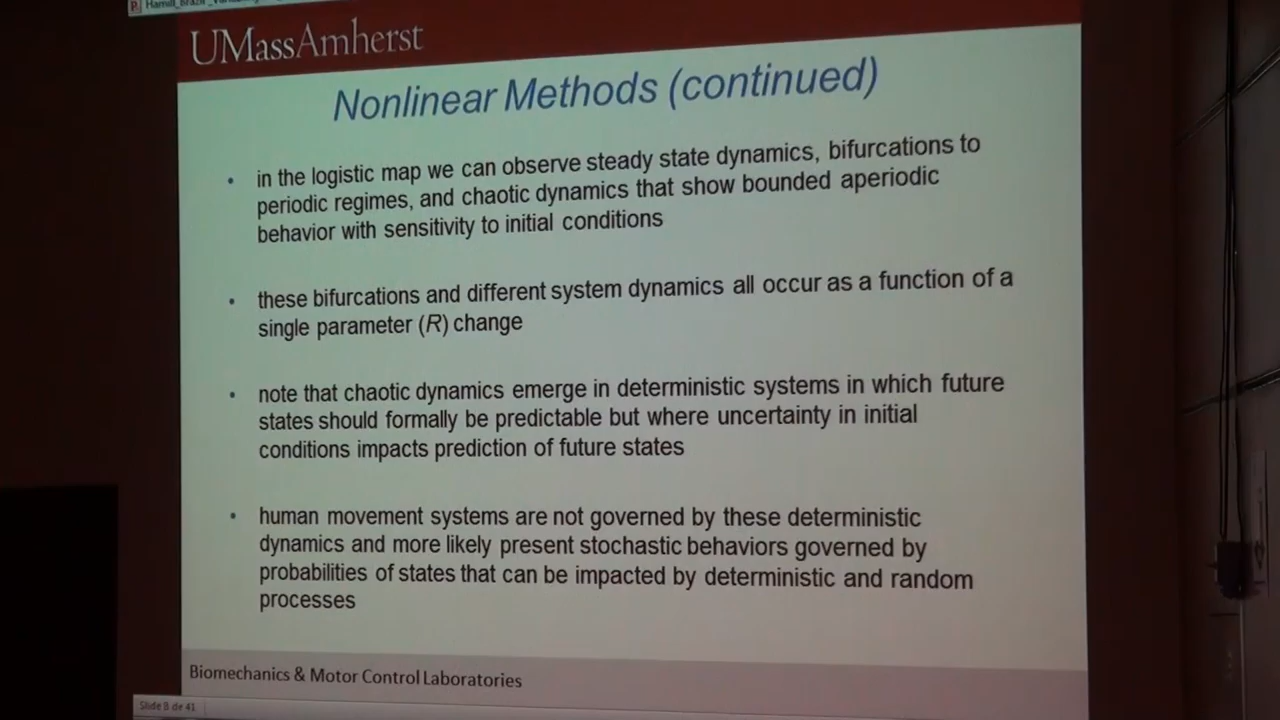 UMassAmherst
Nonlinear Methods (continued)
• in the logistic map we can observe steady state dynamics, bifurcations to
periodic regimes, and chaotic dynamics that show bounded aperiodic
behavior with sensitivity to initial conditions
• these bifurcations and different system dynamics all occur as a function of a
single parameter (R) change
• note that chaotic dynamics emerge in deterministic systems in which future
states should formally be predictable but where uncertainty in initial
conditions impacts prediction of future states
• human movement systems are not governed by these deterministic
dynamics and more likely present stochastic behaviors governed by
probabilities of states that can be impacted by deterministic and random
processes
Biomechanics & Motor Control Laboratories
Slide 8 de 41